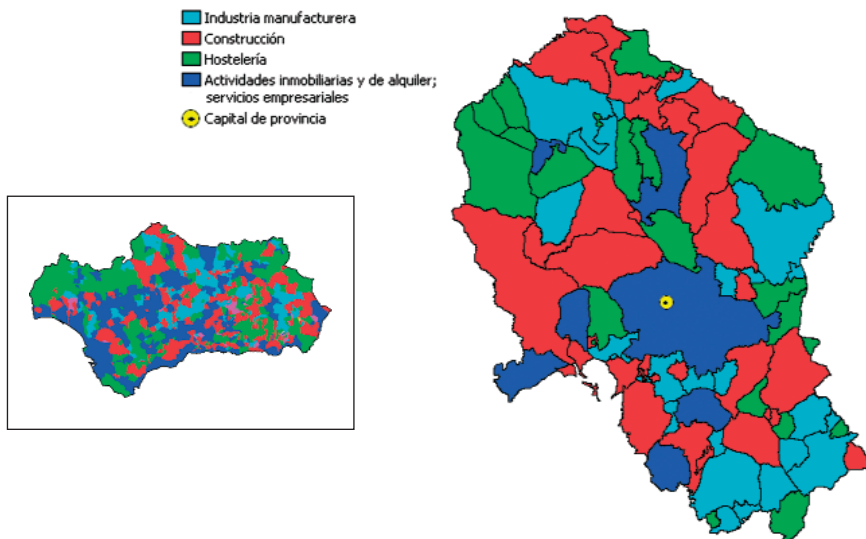 Industria manufacturera
Construcción
Hostelería
Actividades inmobiliarias y de alquiler;
servicios empresariales
Capital de provincia